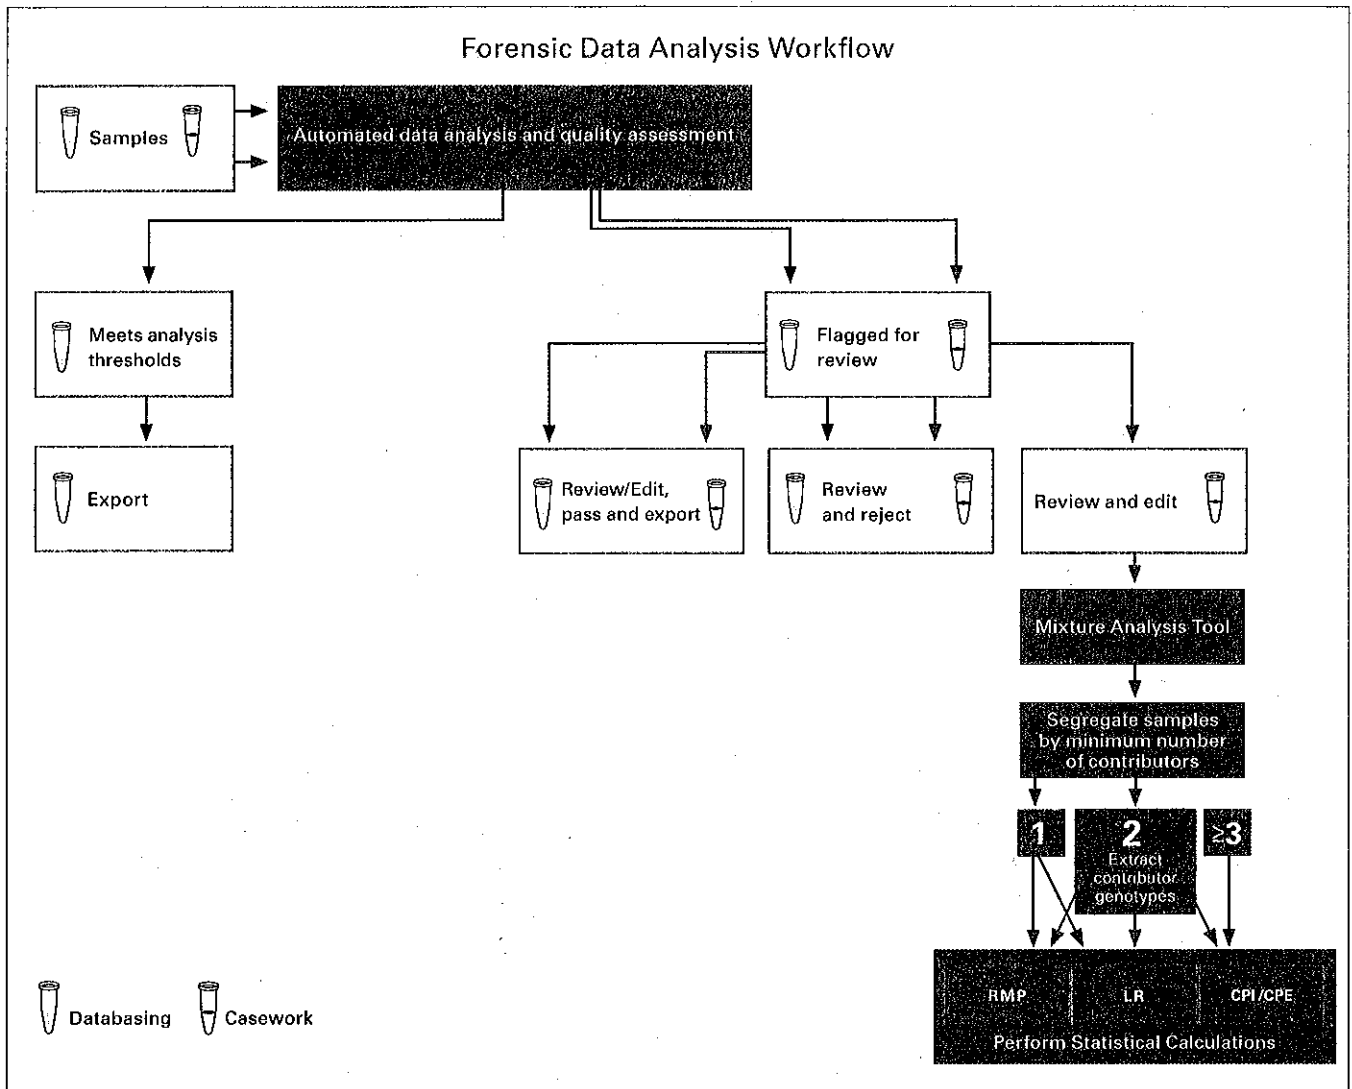 Forensic Data Analysis Workflow
Samples
Automated data analysis and quality assessment
Meets analysis
thresholds
Flagged for
review
Export
Review/Edit,
pass and export
Review
and reject
Review and edit
Mixture Analysis Tool
Segregate samples
by minimum number
of contributors
1
2
Extract
contributor
genotypes
≥3
RMP
LR
CPI/CPE
Perform Statistical Calculations
Databasing
Casework